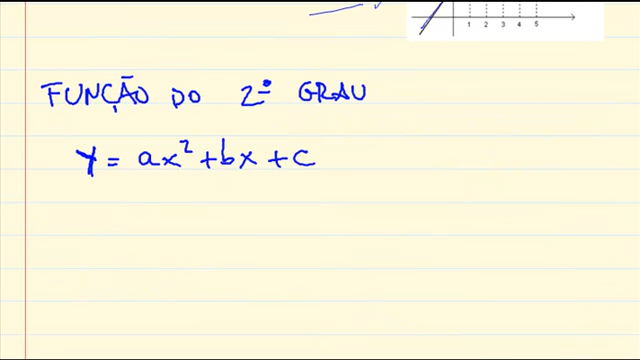 1 2 3 4 5
FUNÇÃO DO 2º GRAU
Y = ax² + bx + c